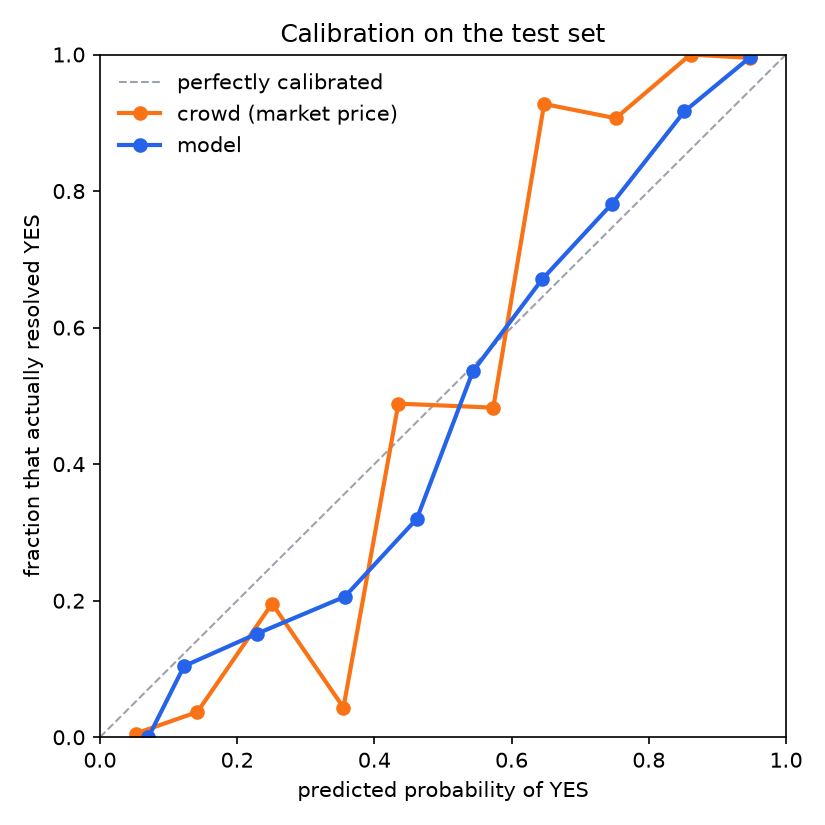 Calibration on the test set
perfectly calibrated
crowd (market price)
model
fraction that actually resolved YES
1.0
0.8
0.6
0.4
0.2
0.0
0.0 0.2 0.4 0.6 0.8 1.0
predicted probability of YES